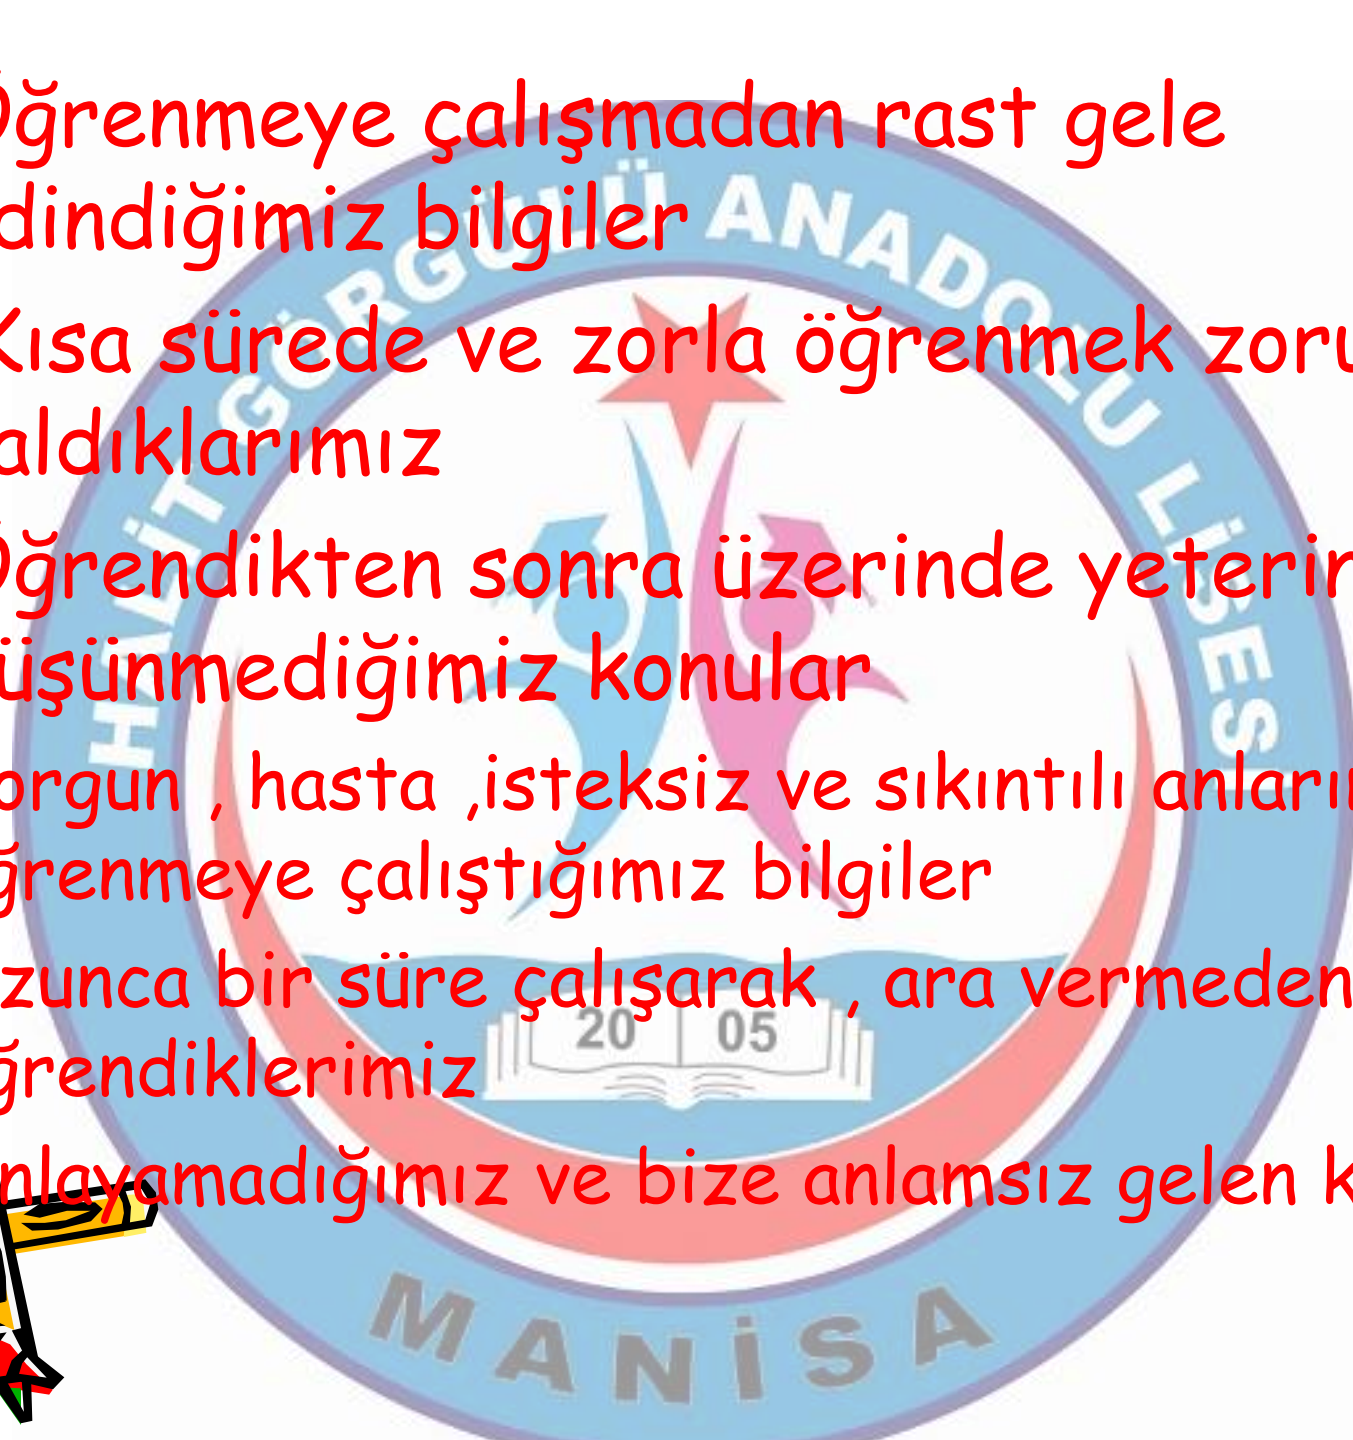 Öğrenmeye çalışmadan rast gele
dindiğimiz bilgiler
Kısa sürede ve zorla öğrenmek zoru
aldıklarımız
Öğrendikten sonra üzerinde yeterin
üşünmediğimiz konular
orgun , hasta ,isteksiz ve sıkıntılı anların
ğrenmeye çalıştığımız bilgiler
zunca bir süre çalışarak , ara vermeden
ğrendiklerimiz
nlayamadığımız ve bize anlamsız gelen k
HALİT GÖRGÜLÜ ANADOLU LİSESİ
20 05
MANİSA